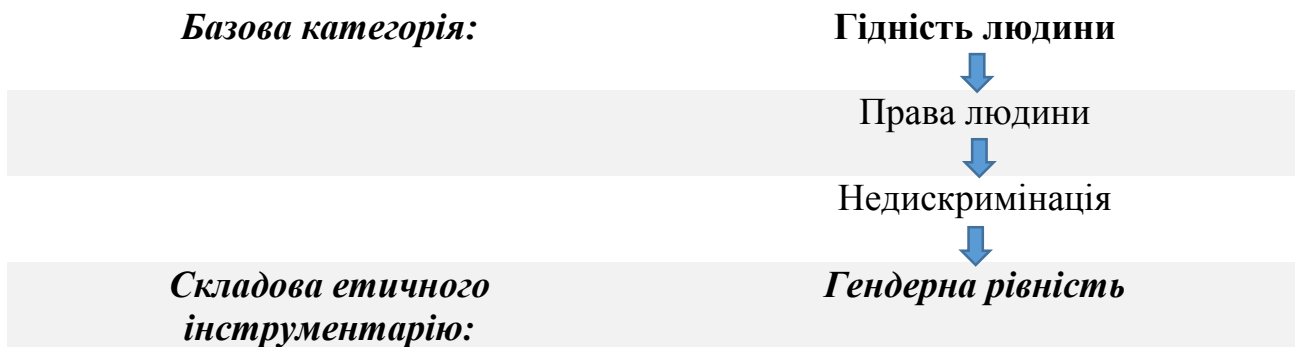 Базова категорія: Гідність людини
Права людини
Недискримінація
Складова етичного Гендерна рівність
інструментарію: